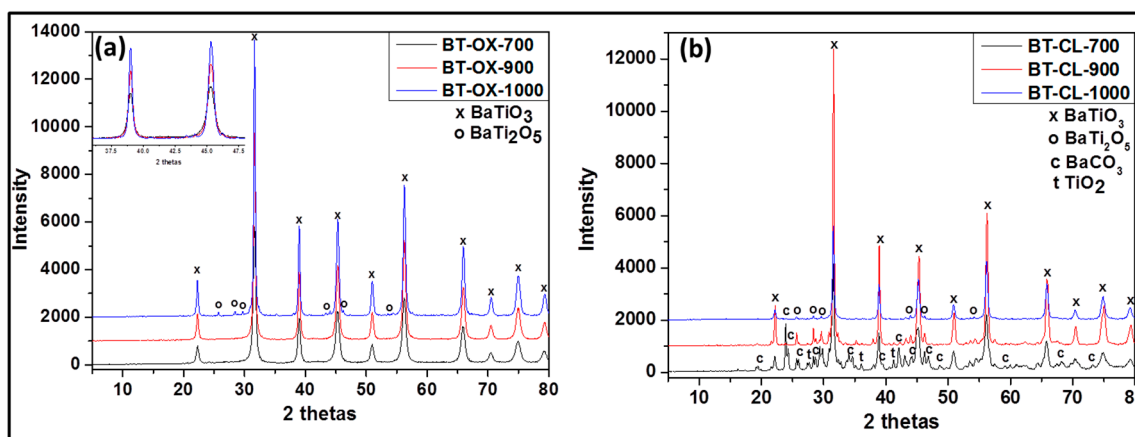 (a)
BT-OX-700
BT-OX-900
BT-OX-1000
x BaTiO3
o BaTi2O5
Intensity
14000
12000
10000
8000
6000
4000
2000
0
37.5 40.0 42.5 45.0 47.5
2 thetas
x
x
x x x x x x x x
o o o o o o o
10 20 30 40 50 60 70 80
2 thetas
(b)
BT-CL-700
BT-CL-900
BT-CL-1000
x BaTiO3
o BaTi2O5
c BaCO3
t TiO2
Intensity
12000
10000
8000
6000
4000
2000
0
x
x x x x x x x x x
c o o o o o o
c c t c c c t c c c c c c c c
10 20 30 40 50 60 70 80
2 thetas